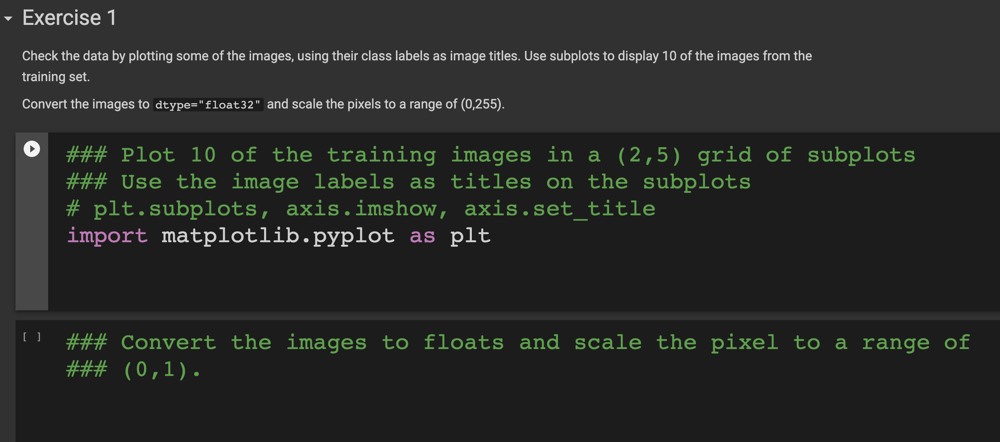 Exercise 1
Check the data by plotting some of the images, using their class labels as image titles. Use subplots to display 10 of the images from the
training set.
Convert the images to dtype="float32" and scale the pixels to a range of (0,255).
### Plot 10 of the training images in a (2,5) grid of subplots
### Use the image labels as titles on the subplots
# plt.subplots, axis.imshow, axis.set_title
import matplotlib.pyplot as plt
[ ] ### Convert the images to floats and scale the pixel to a range of
### (0,1).